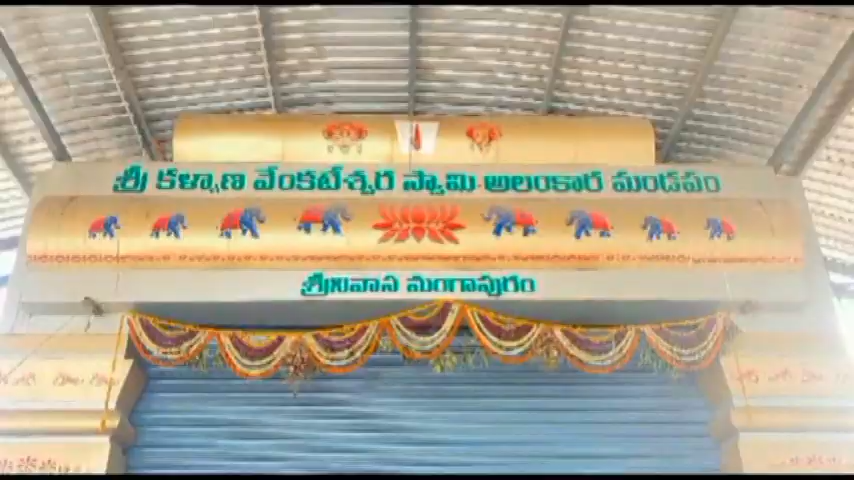 శ్రీ కళ్యాణ వేంకటేశ్వర స్వామి అలంకార మండపం
శ్రీనివాస మంగాపురం